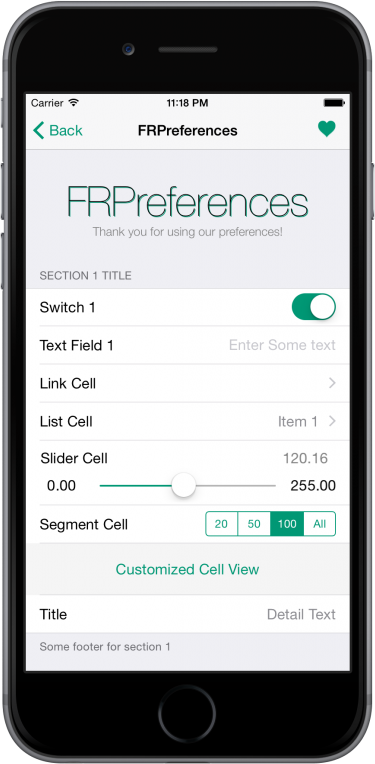 Carrier 11:18 PM
Back FRPreferences
FRPreferences
Thank you for using our preferences!
SECTION 1 TITLE
Switch 1
Text Field 1 Enter Some text
Link Cell
List Cell Item 1
Slider Cell 120.16
0.00 255.00
Segment Cell 20 50 100 All
Customized Cell View
Title Detail Text
Some footer for section 1